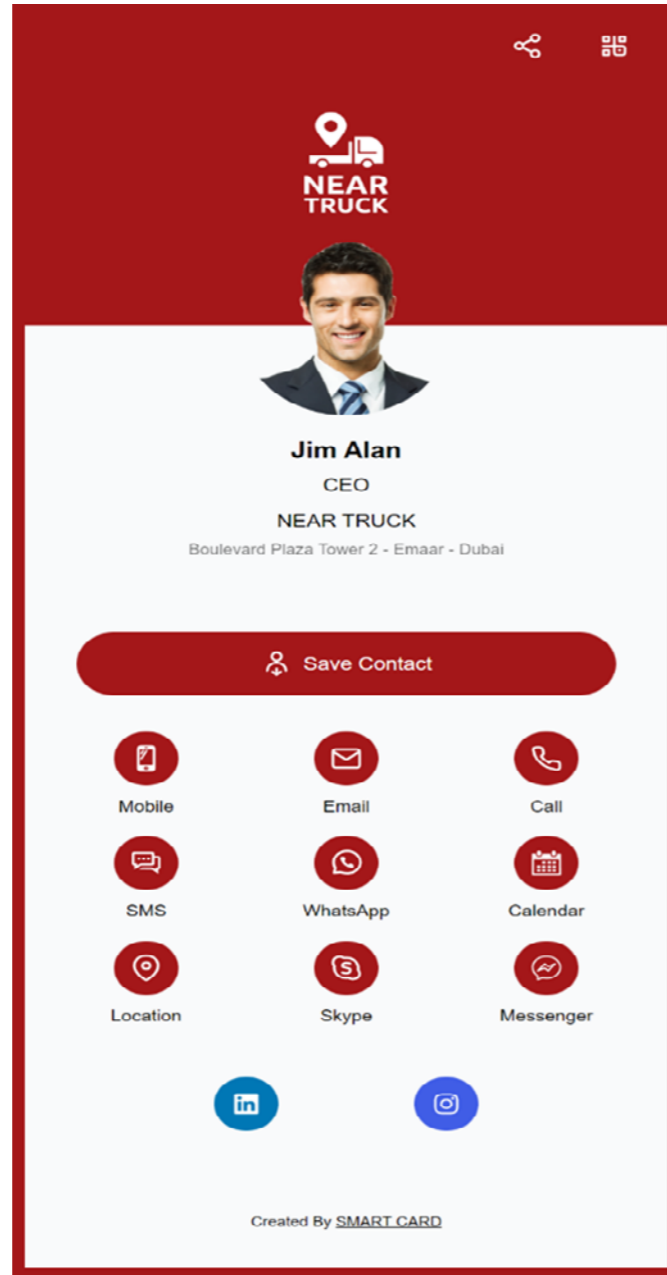 NEAR
TRUCK
Jim Alan
CEO
NEAR TRUCK
Boulevard Plaza Tower 2 - Emaar - Dubai
Save Contact
Mobile Email Call
SMS WhatsApp Calendar
Location Skype Messenger
in
Created By SMART CARD